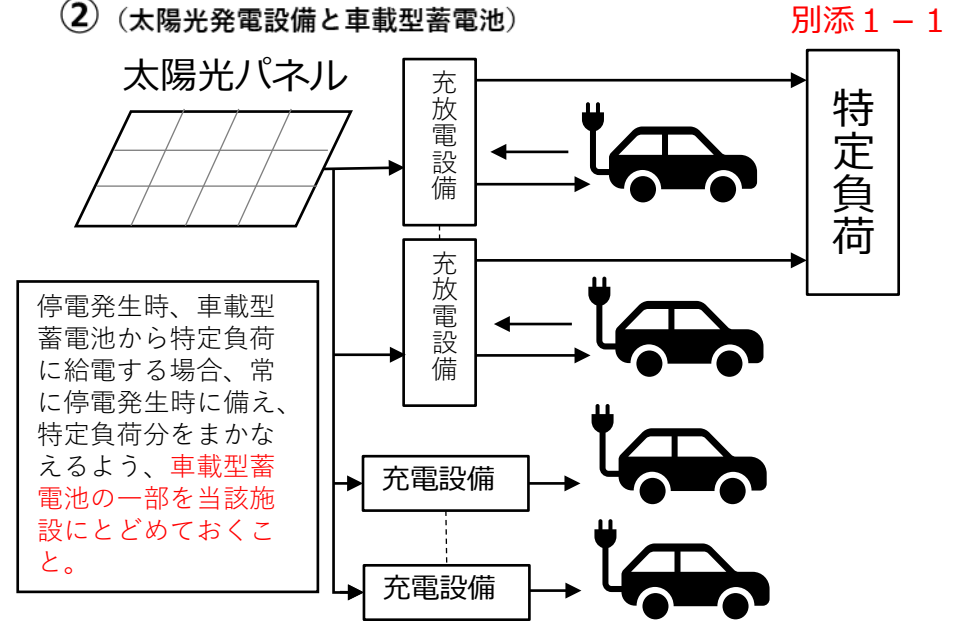 ② （太陽光発電設備と車載型蓄電池）
別添１－１
太陽光パネル
充放電設備
特定負荷
充放電設備
停電発生時、車載型
蓄電池から特定負荷
に給電する場合、常
に停電発生時に備え、
特定負荷分をまかな
えるよう、車載型蓄
電池の一部を当該施
設にとどめておくこ
と。
充電設備
充電設備